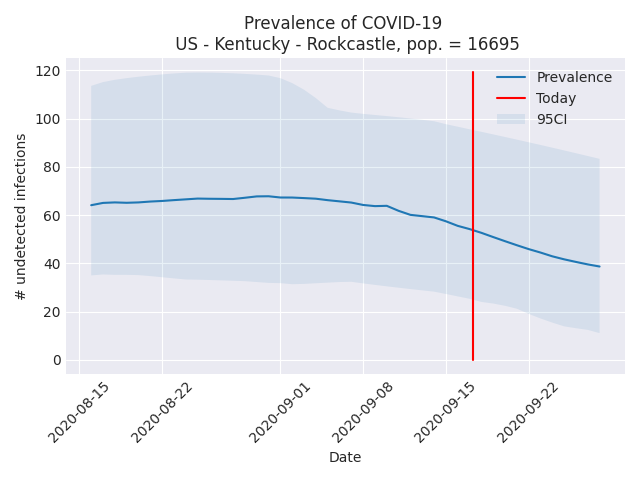 Prevalence of COVID-19
US - Kentucky - Rockcastle, pop. = 16695
120
100
80
60
40
20
0
# undetected infections
Prevalence
Today
95CI
2020-08-15
2020-08-22
2020-09-01
2020-09-08
2020-09-15
2020-09-22
Date